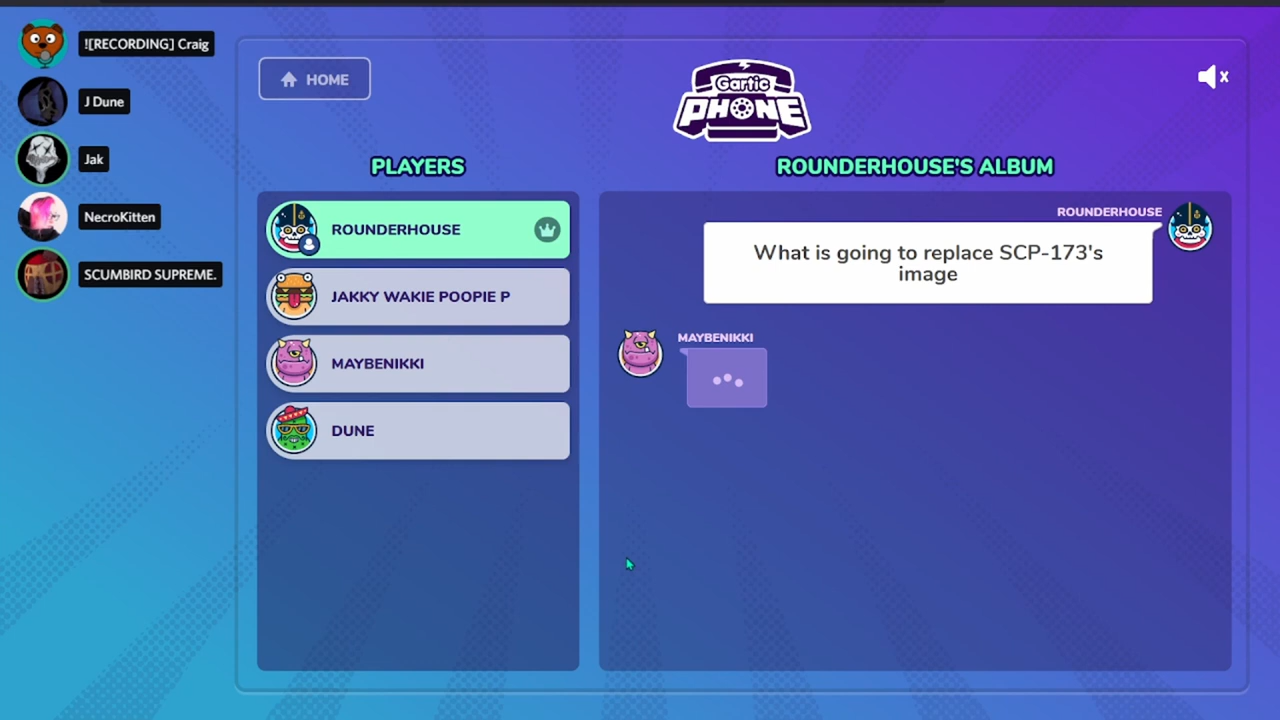 ![RECORDING] Craig
J Dune
Jak
NecroKitten
SCUMBIRD SUPREME.
HOME
Gartic
PHONE
PLAYERS
ROUNDERHOUSE
JAKKY WAKIE POOPIE P
MAYBENIKKI
DUNE
ROUNDERHOUSE'S ALBUM
ROUNDERHOUSE
What is going to replace SCP-173's
image
MAYBENIKKI